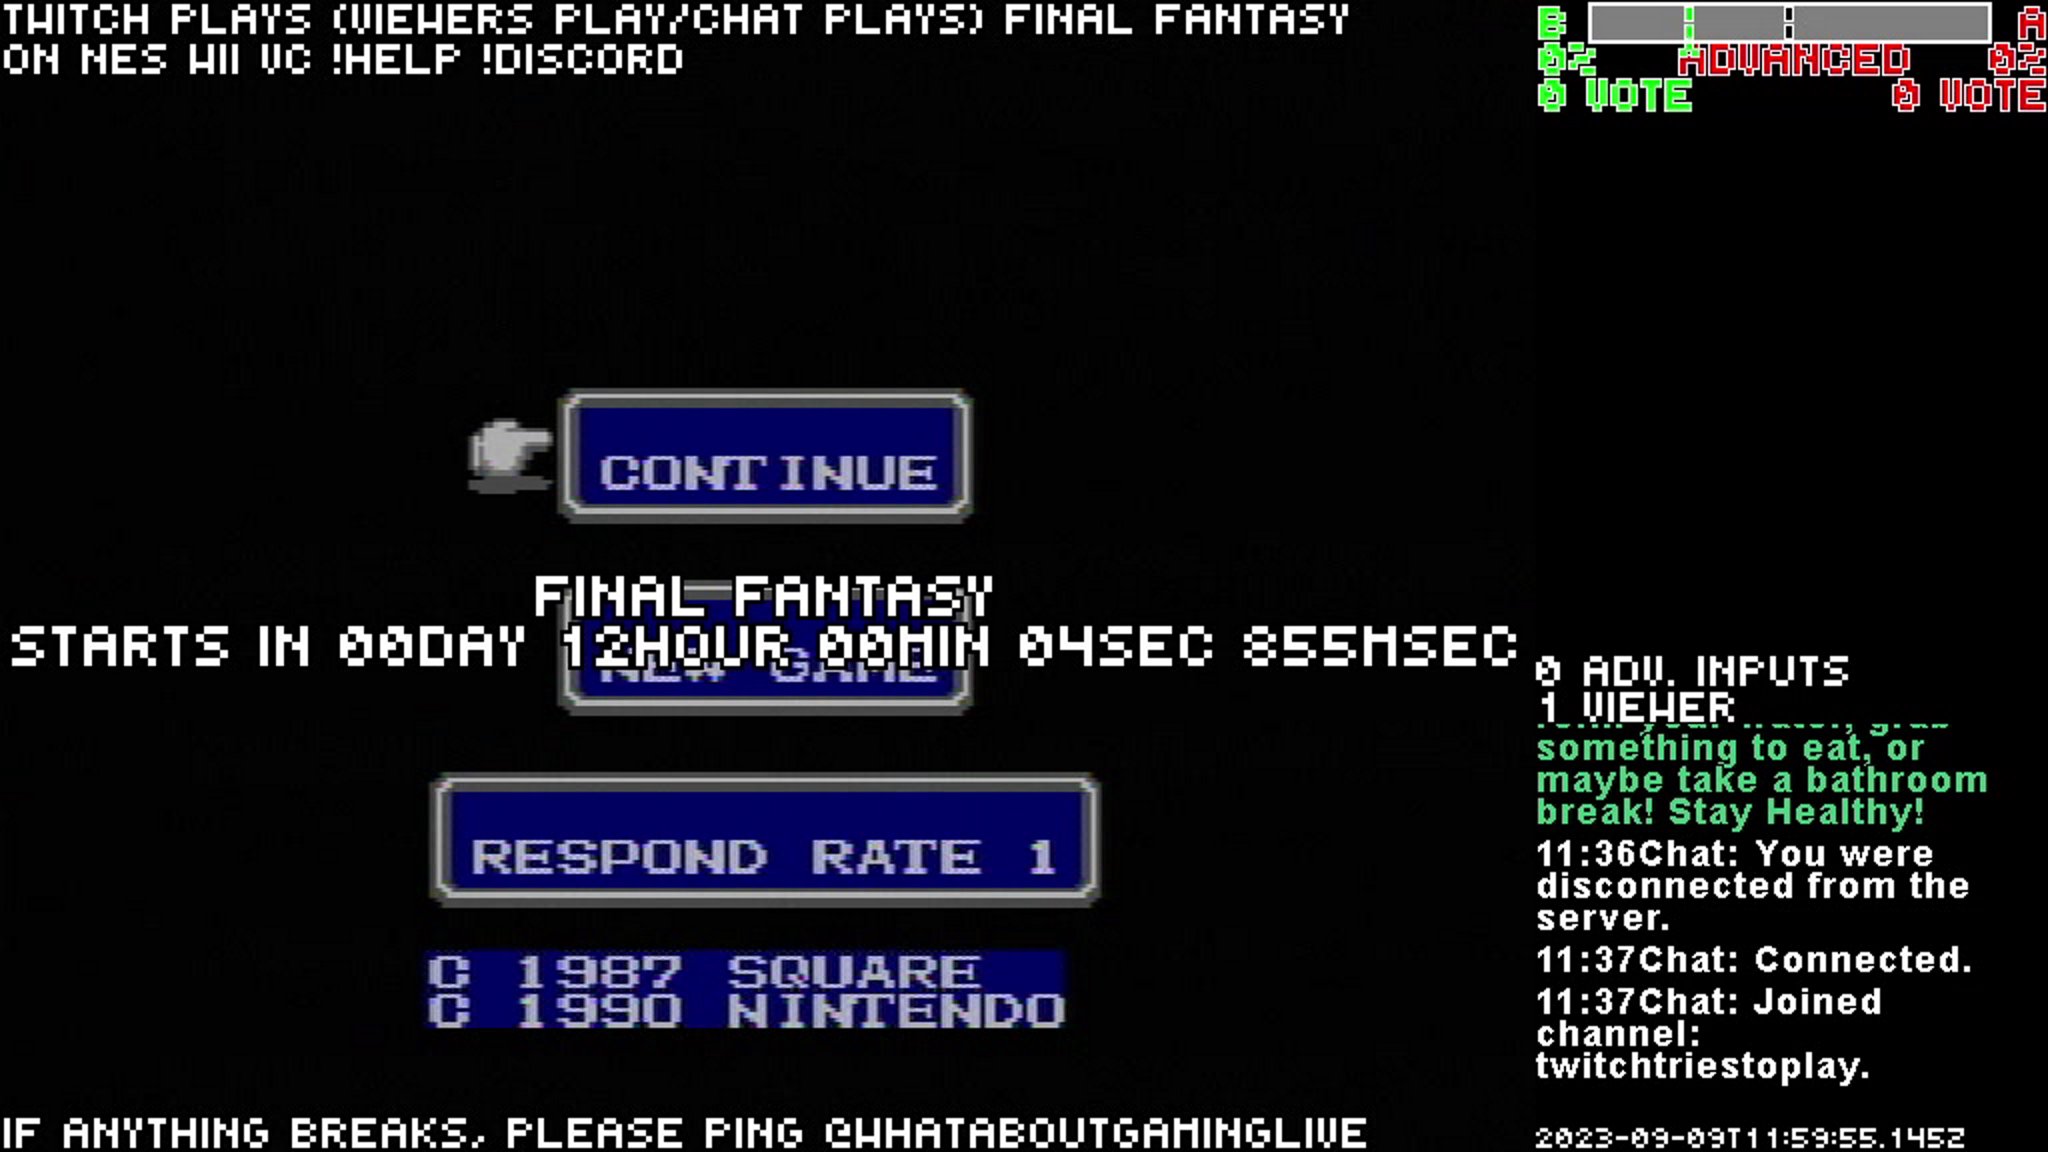 TWITCH PLAYS (VIEWERS PLAY/CHAT PLAYS) FINAL FANTASY
ON NES WII VC !HELP !DISCORD
B A
0% ADVANCED 0%
0 VOTE 0 VOTE
CONTINUE
FINAL FANTASY
STARTS IN 00DAY 12HOUR 00MIN 04SEC 855MSEC
NEW GAME
RESPOND RATE 1
C 1987 SQUARE
C 1990 NINTENDO
0 ADV. INPUTS
1 VIEWER
something to eat, or
maybe take a bathroom
break! Stay Healthy!
11:36Chat: You were
disconnected from the
server.
11:37Chat: Connected.
11:37Chat: Joined
channel:
twitchtriestoplay.
IF ANYTHING BREAKS, PLEASE PING @WHATABOUTGAMINGLIVE
2023-09-09T11:59:55.145Z